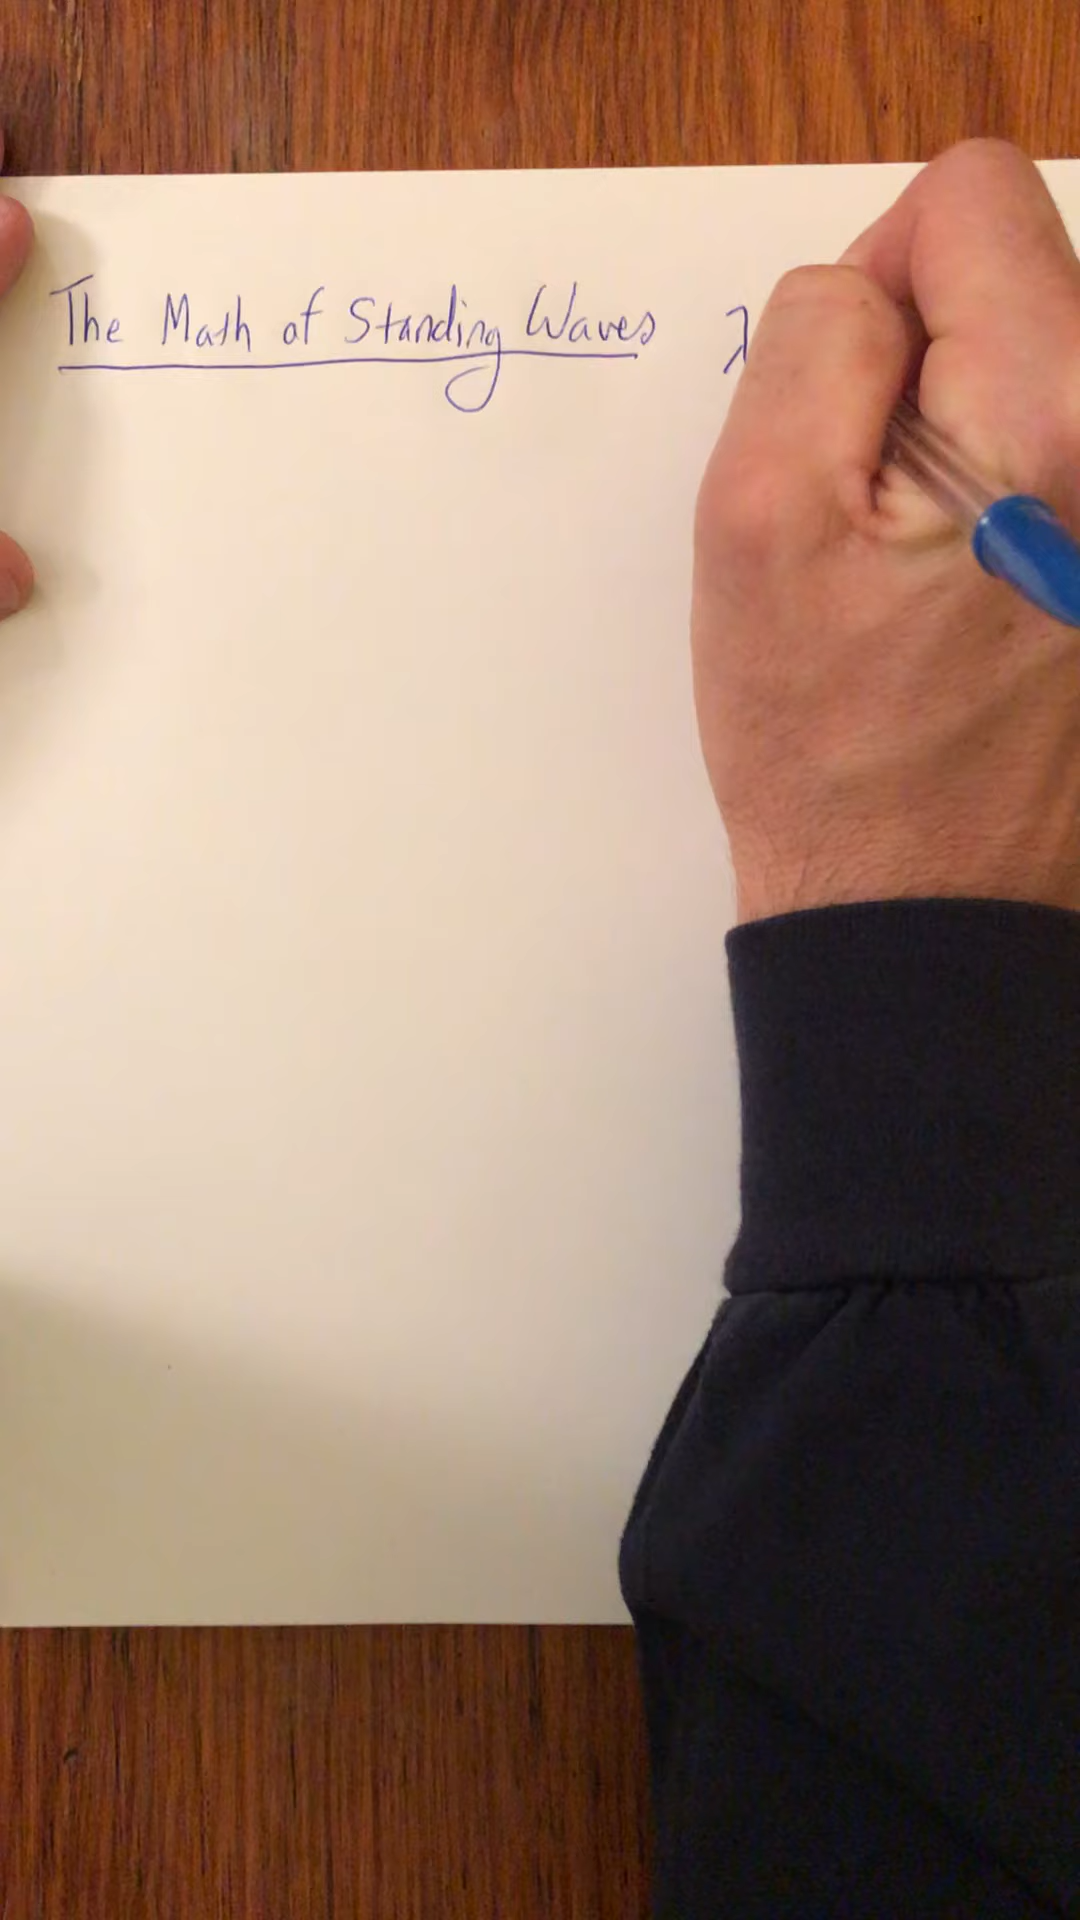 The Math of Standing Waves λ